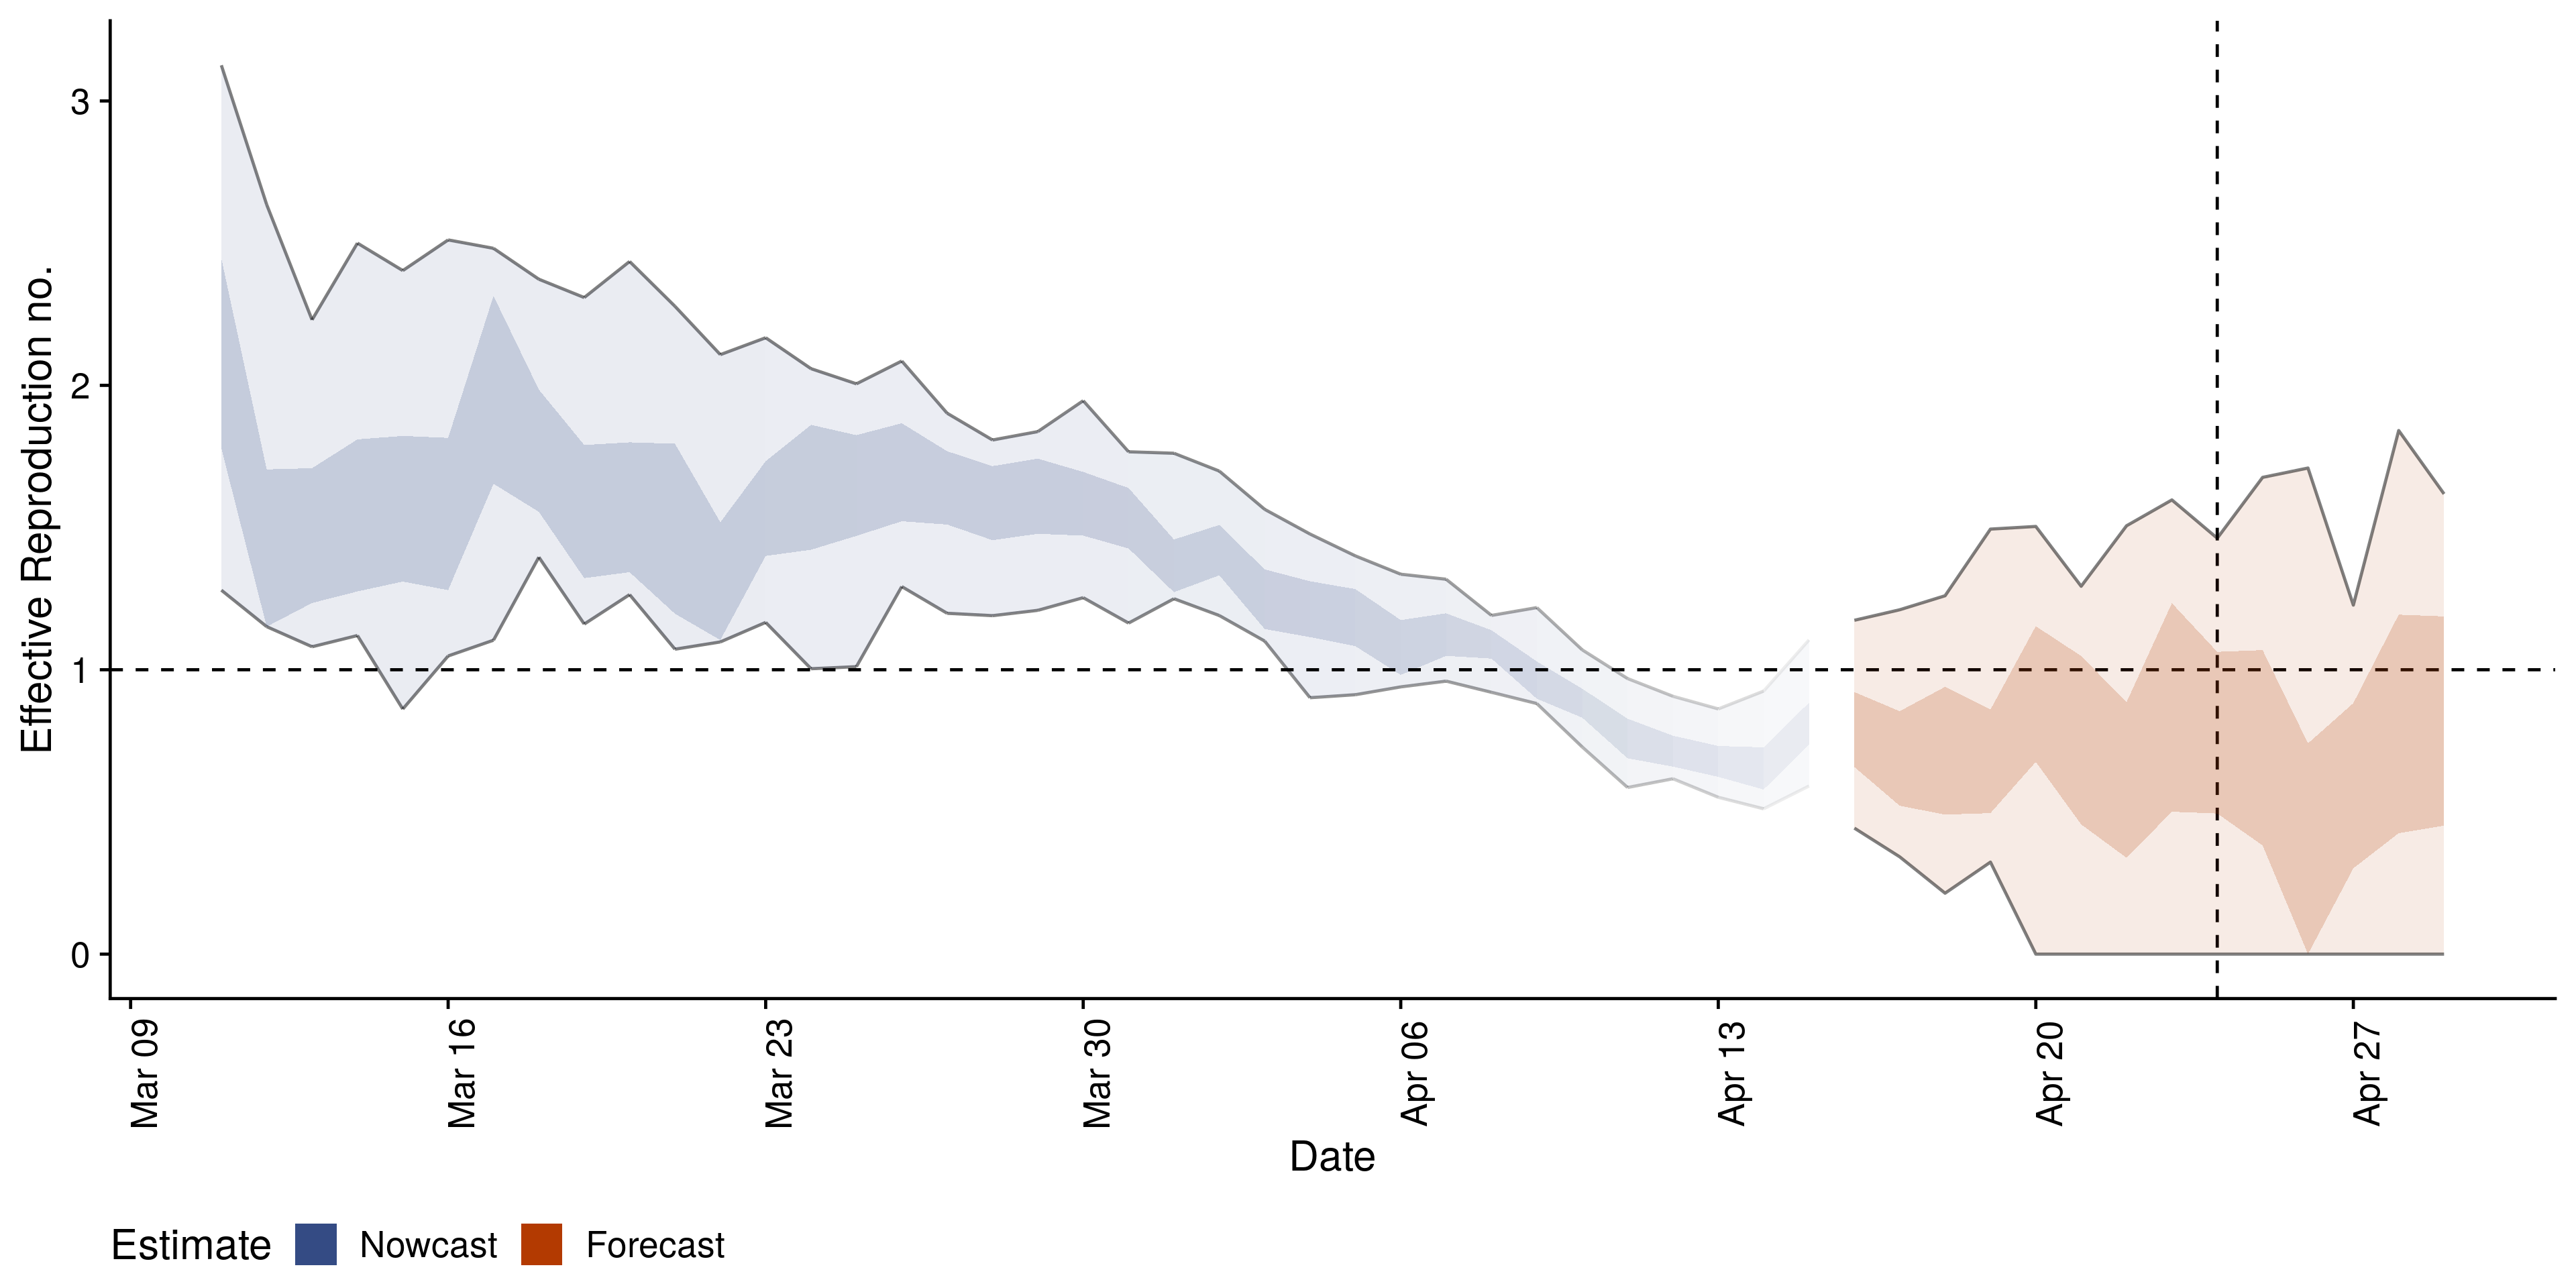 Effective Reproduction no.
3
2
1
0
Mar 09
Mar 16
Mar 23
Mar 30
Apr 06
Apr 13
Apr 20
Apr 27
Date
Estimate Nowcast Forecast